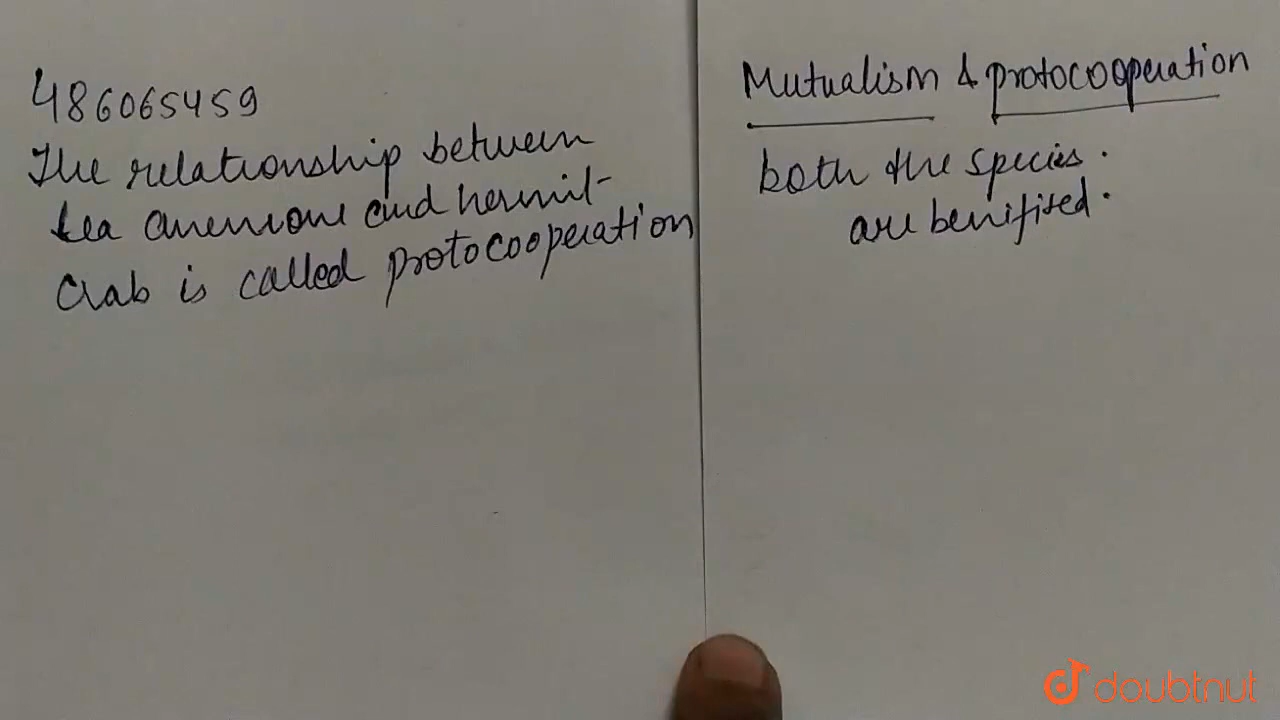 486065459
The relationship between
sea anemone and hermit-
crab is called protocooperation
Mutualism & protocooperation
both the species.
are benifited.
doubtnut